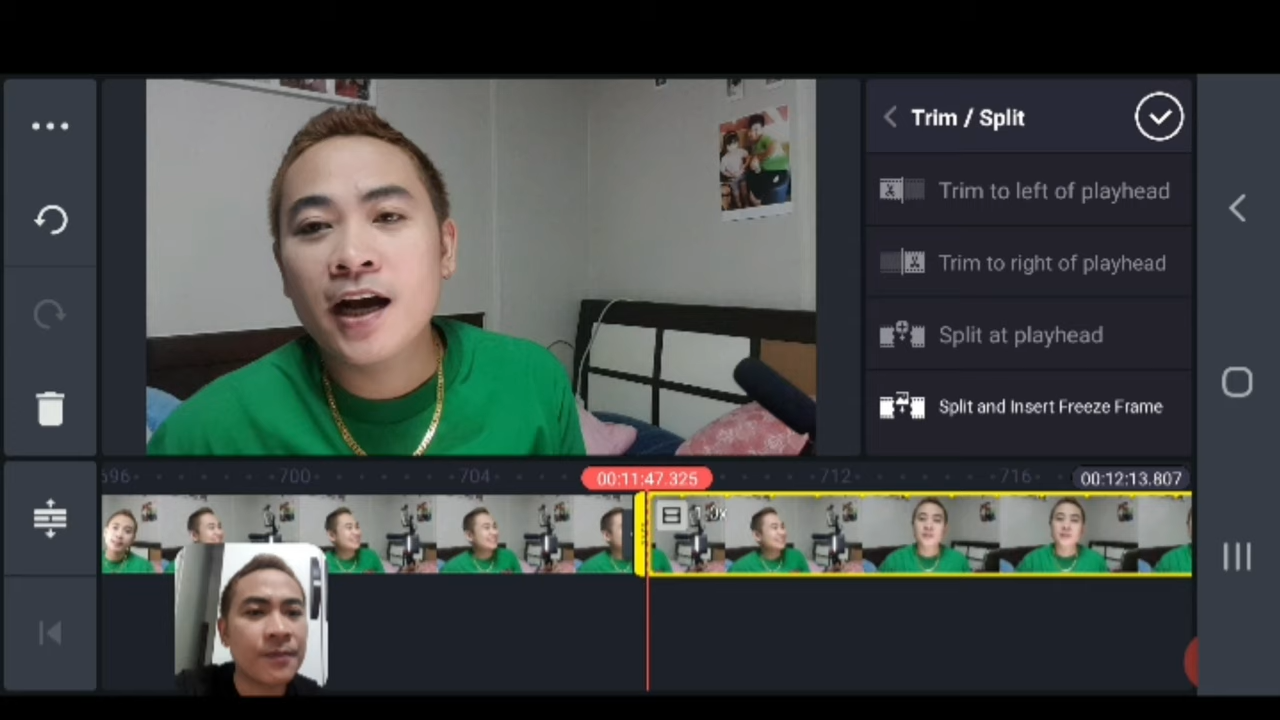 Trim / Split
Trim to left of playhead
Trim to right of playhead
Split at playhead
Split and Insert Freeze Frame
696 700 704 00:11:47.325 712 716 00:12:13.807